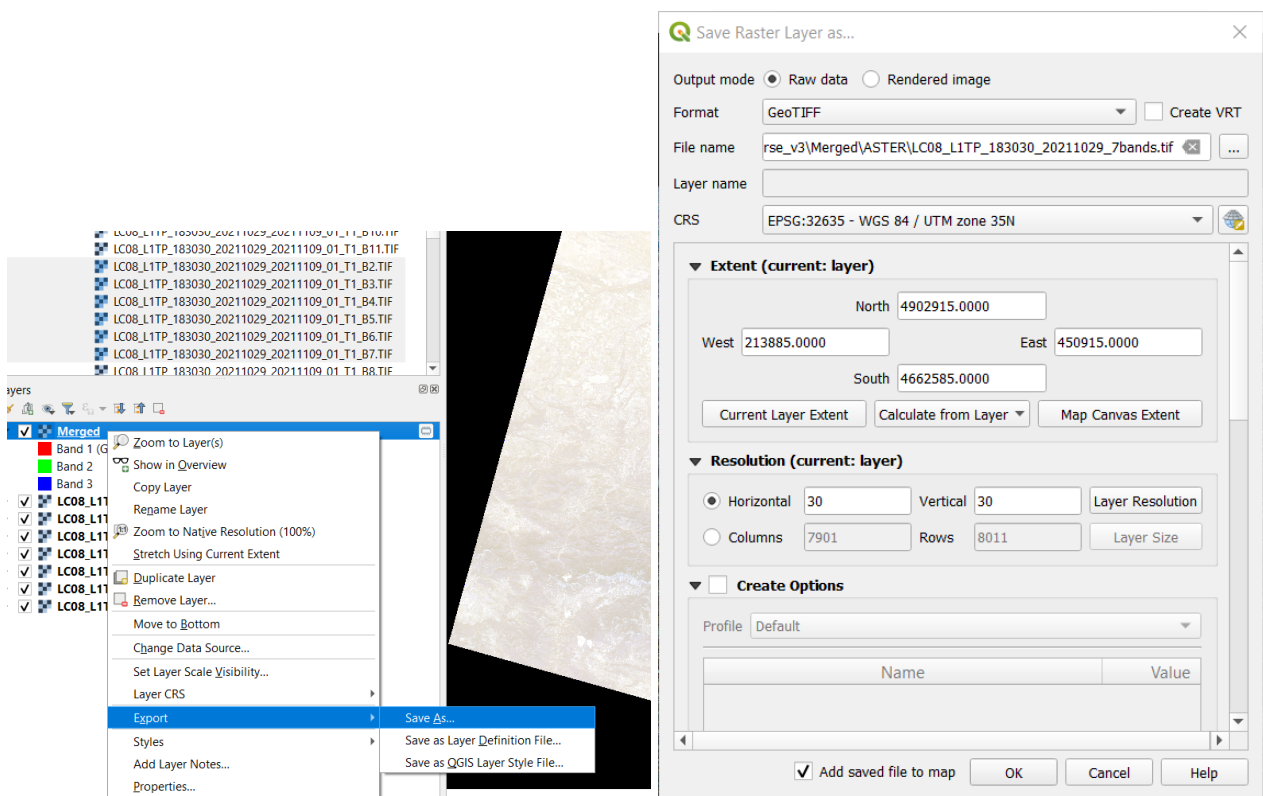 LC08_L1TP_183030_20211029_20211109_01_T1_B10.TIF
LC08_L1TP_183030_20211029_20211109_01_T1_B11.TIF
LC08_L1TP_183030_20211029_20211109_01_T1_B2.TIF
LC08_L1TP_183030_20211029_20211109_01_T1_B3.TIF
LC08_L1TP_183030_20211029_20211109_01_T1_B4.TIF
LC08_L1TP_183030_20211029_20211109_01_T1_B5.TIF
LC08_L1TP_183030_20211029_20211109_01_T1_B6.TIF
LC08_L1TP_183030_20211029_20211109_01_T1_B7.TIF
LC08_L1TP_183030_20211029_20211109_01_T1_B8.TIF
ayers
Merged
Band 1 (G
Band 2
Band 3
LC08_L1T
LC08_L1T
LC08_L1T
LC08_L1T
LC08_L1T
LC08_L1T
LC08_L1T
Zoom to Layer(s)
Show in Overview
Copy Layer
Rename Layer
Zoom to Native Resolution (100%)
Stretch Using Current Extent
Duplicate Layer
Remove Layer...
Move to Bottom
Change Data Source...
Set Layer Scale Visibility...
Layer CRS
Export
Styles
Add Layer Notes...
Properties...
Save As...
Save as Layer Definition File...
Save as QGIS Layer Style File...
Save Raster Layer as...
Output mode Raw data Rendered image
Format GeoTIFF Create VRT
File name rse_v3\Merged\ASTER\LC08_L1TP_183030_20211029_7bands.tif ...
Layer name
CRS EPSG:32635 - WGS 84 / UTM zone 35N
Extent (current: layer)
North 4902915.0000
West 213885.0000 East 450915.0000
South 4662585.0000
Current Layer Extent Calculate from Layer Map Canvas Extent
Resolution (current: layer)
Horizontal 30 Vertical 30 Layer Resolution
Columns 7901 Rows 8011 Layer Size
Create Options
Profile Default
Name Value
Add saved file to map OK Cancel Help